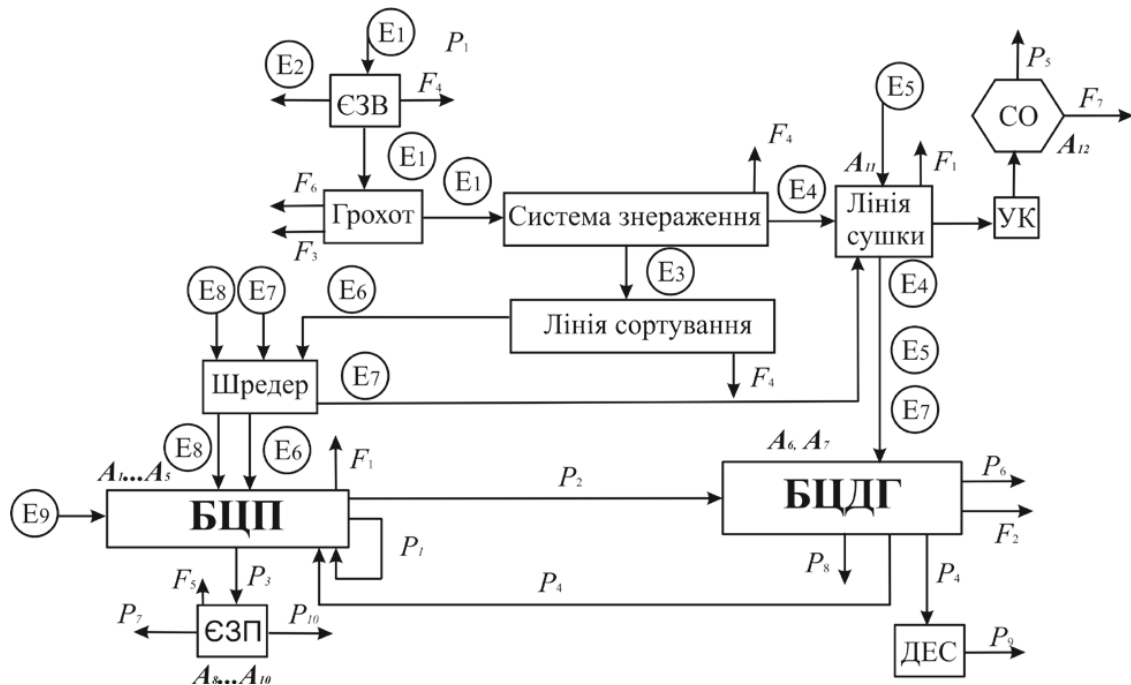 E1
P1
E2
F4
ЄЗВ
E1
E5
P5
СО
F7
A12
F4
A11
F1
F6
E1
E4
Грохот
Система знераження
Лінія
сушки
УК
F3
E3
E4
E8
E7
E6
Лінія сортування
E5
Шредер
E7
F4
E7
E8
E6
A1...A5
F1
A6, A7
P2
P6
E9
БЦП
БЦДГ
F2
P1
P8
P4
F5
P3
P4
P7
ЄЗП
P10
ДЕС
P9
A8...A10